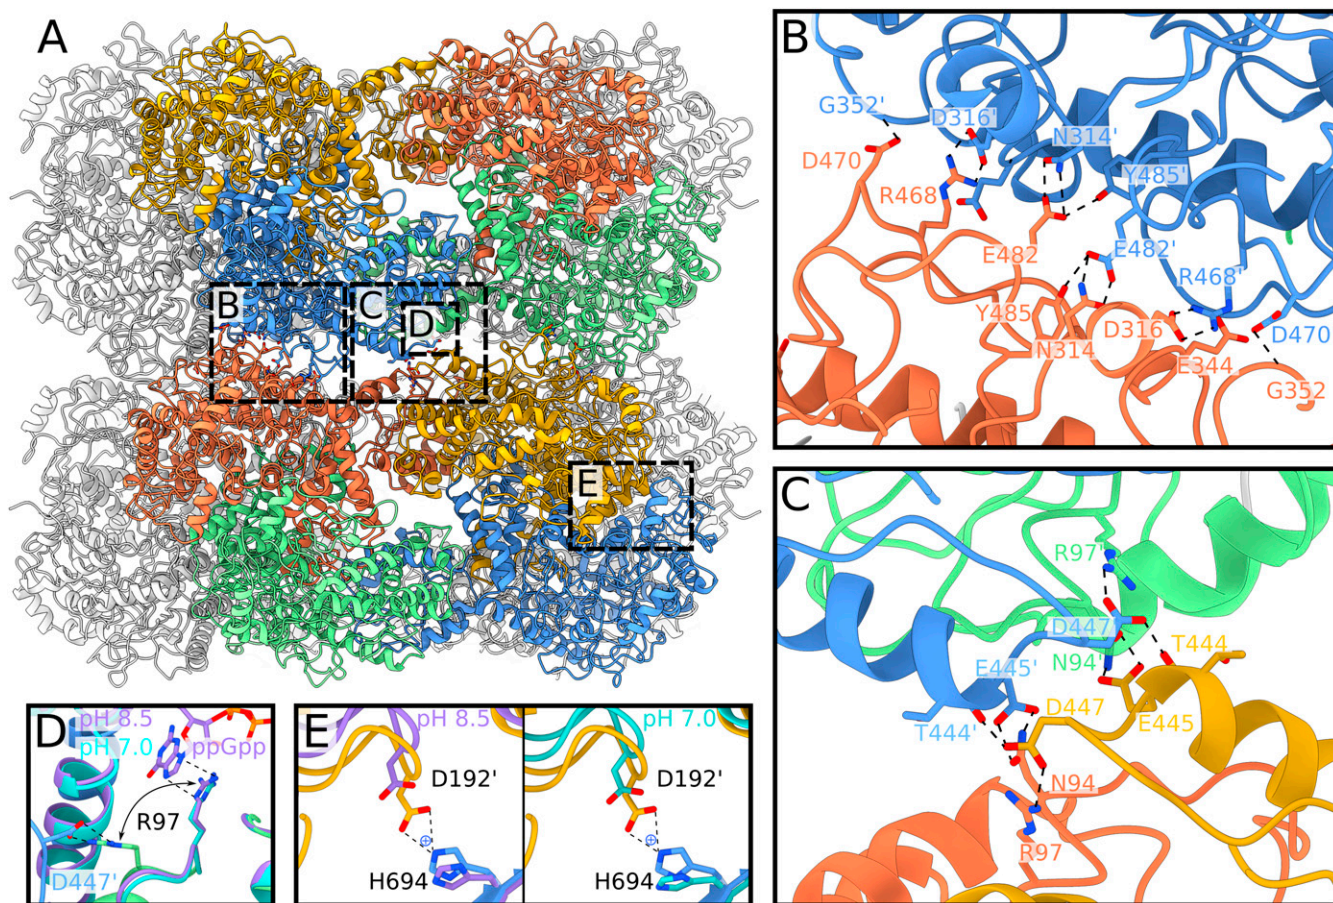 A
B
C
D
E
B
G352'
D316'
N314'
D470
R468
Y485'
E482
E482'
R468'
Y485
D316
N314
D470
E344
G352
C
R97'
D447'
T444
N94'
E445'
D447
E445
T444'
N94
R97
D
pH 8.5
pH 7.0
ppGpp
R97
D447'
E
pH 8.5
D192'
H694
pH 7.0
D192'
H694